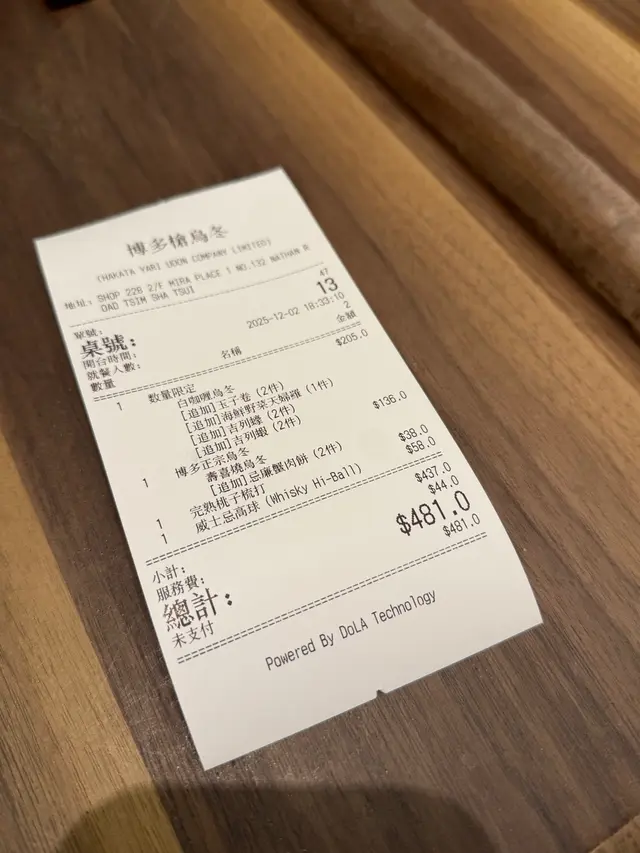 博多槍烏冬
(HAKATA YARI UDON COMPANY LIMITED)
地址: SHOP 22B 2/F MIRA PLACE 1 NO.132 NATHAN R
OAD TSIM SHA TSUI
單號: 47
桌號: 13
開台時間: 2025-12-02 18:33:10
就餐人數: 2
數量 名稱 金額
1 數量限定 $205.0
白咖喱烏冬
[追加]玉子卷 (2件)
[追加]海鮮野菜天婦羅 (1件)
[追加]吉列蠔 (2件)
[追加]吉列蝦 (2件)
1 博多正宗烏冬 $136.0
壽喜燒烏冬
[追加]忌廉蟹肉餅 (2件)
1 完熟桃子梳打 $38.0
1 威士忌高球 (Whisky Hi-Ball) $58.0
小計: $437.0
服務費: $44.0
總計: $481.0
未支付 $481.0
Powered By DoLA Technology